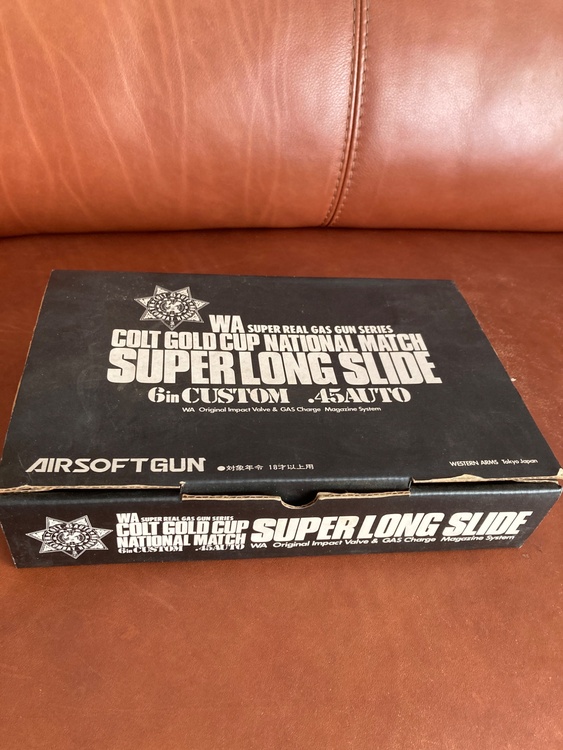 WA SUPER REAL GAS GUN SERIES
COLT GOLD CUP NATIONAL MATCH
SUPER LONG SLIDE
6in CUSTOM .45AUTO
WA Original Impact Valve & GAS Charge Magazine System
AIRSOFTGUN
●対象年令 18才以上用
WESTERN ARMS Tokyo Japan
WA SUPER REAL GAS GUN SERIES
COLT GOLD CUP
NATIONAL MATCH
6in CUSTOM .45AUTO
SUPER LONG SLIDE
WA Original Impact Valve & GAS Charge Magazine System